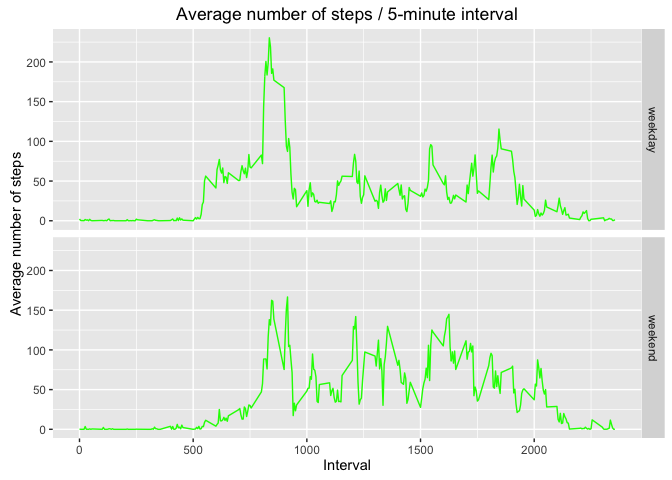 Average number of steps / 5-minute interval
Average number of steps
200
150
100
50
0
weekday
200
150
100
50
0
weekend
0 500 1000 1500 2000
Interval